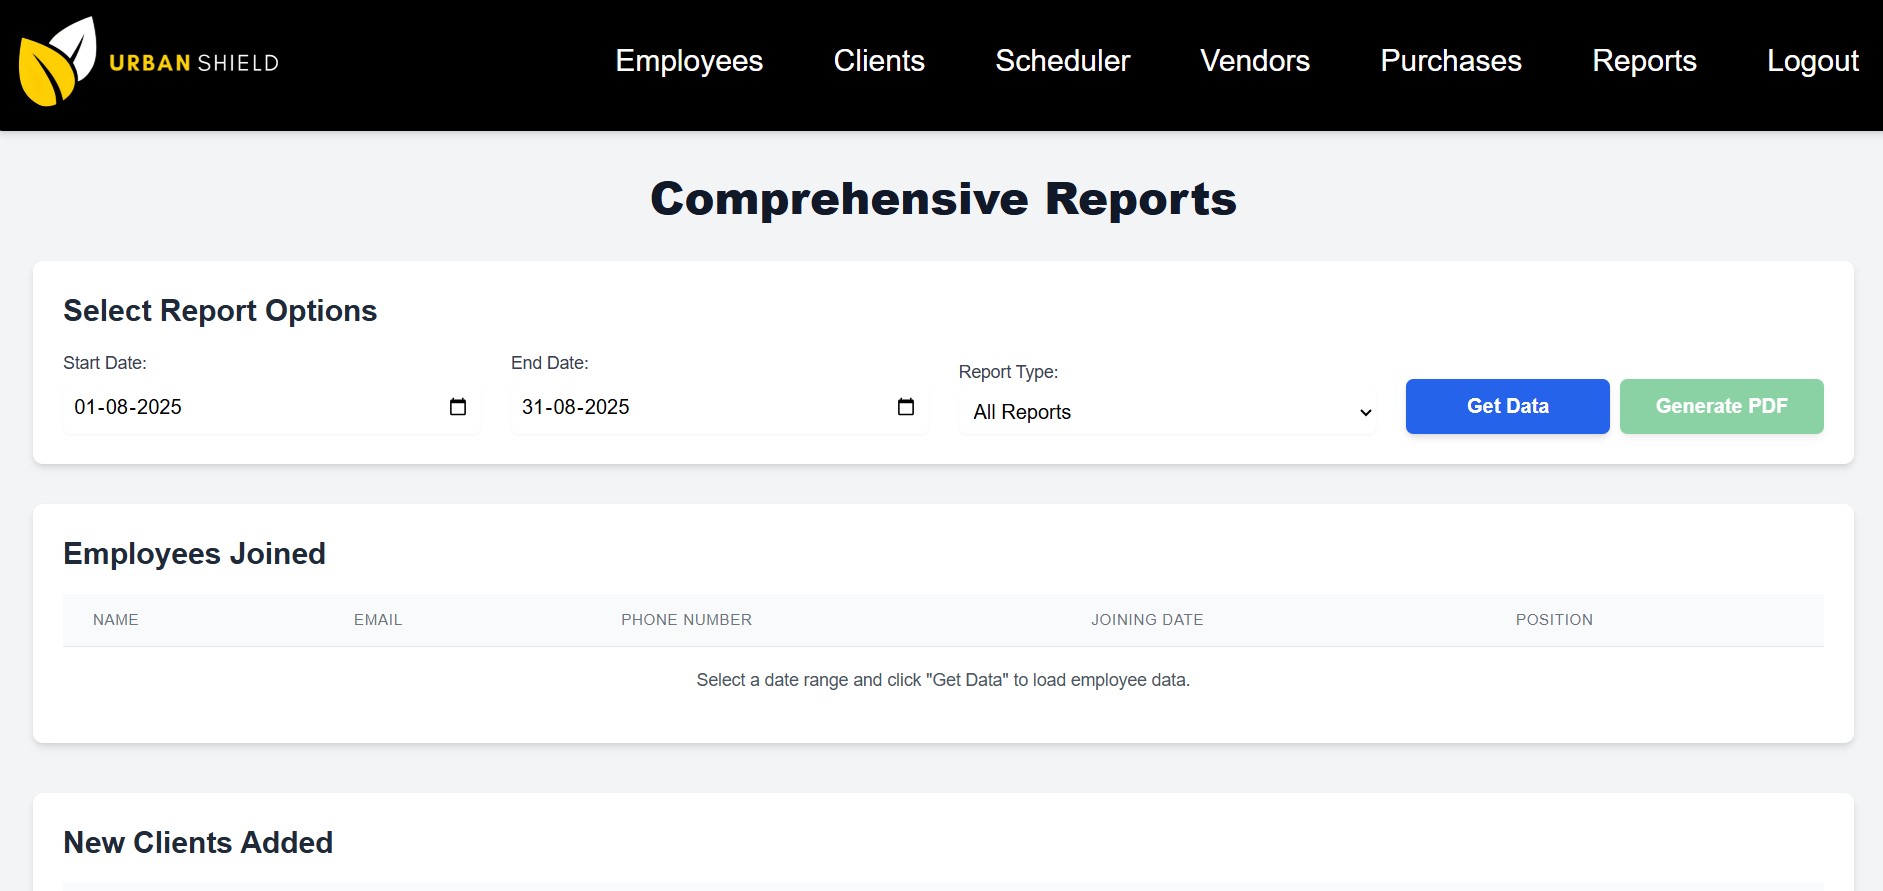 URBAN SHIELD
Employees
Clients
Scheduler
Vendors
Purchases
Reports
Logout
Comprehensive Reports
Select Report Options
Start Date:
01-08-2025
End Date:
31-08-2025
Report Type:
All Reports
Get Data
Generate PDF
Employees Joined
NAME EMAIL PHONE NUMBER JOINING DATE POSITION
Select a date range and click "Get Data" to load employee data.
New Clients Added